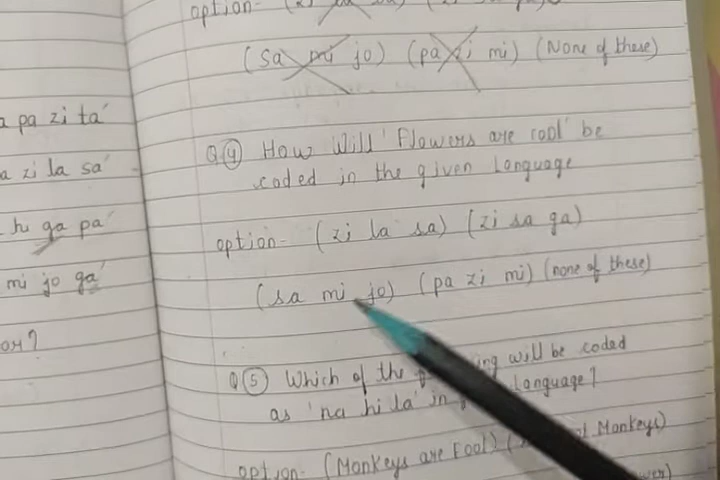 a pa zi ta'
a zi la sa'
hi ga pa'
mi jo ga'
or?
option-
(sa mi jo) (pa zi mi) (None of these)
Q④ How will 'Flowers are cool' be
coded in the given language
option- (zi la sa) (zi sa ga)
(sa mi jo) (pa zi mi) (none of these)
Q⑤ Which of the will be coded
as 'na hi la' in language?
option- (Monkeys are Fool) ( Monkeys)